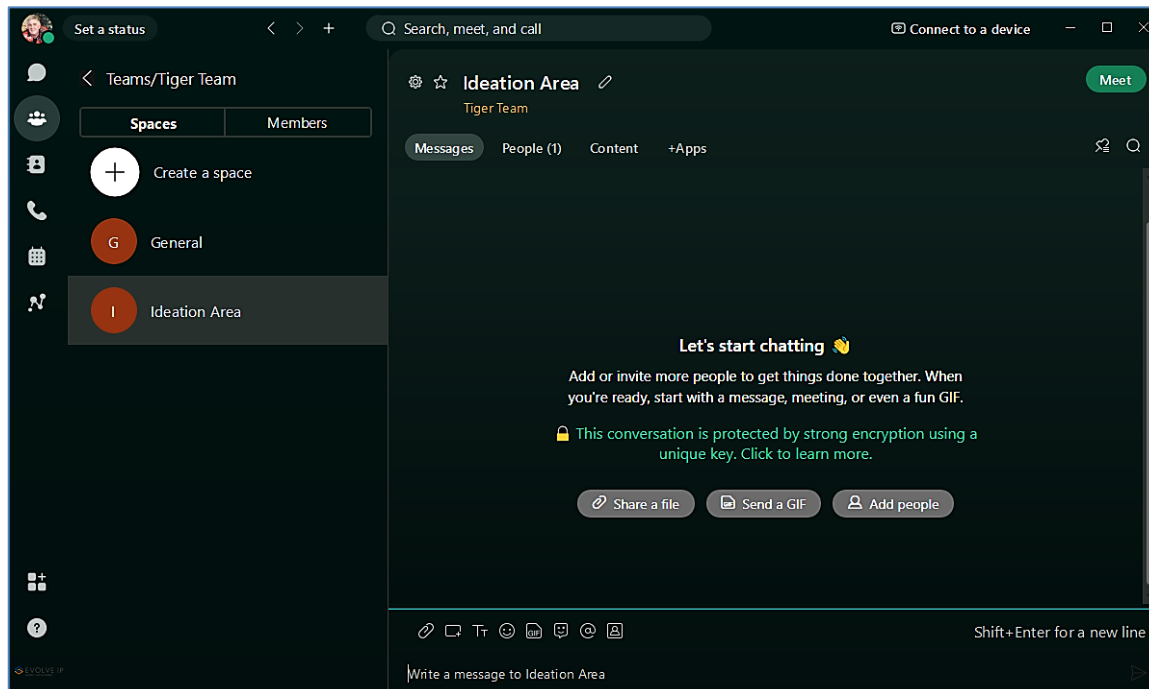 Set a status
Search, meet, and call
Connect to a device
Teams/Tiger Team
Spaces
Members
Create a space
G
General
I
Ideation Area
Ideation Area
Tiger Team
Meet
Messages
People (1)
Content
+Apps
Let's start chatting 👋
Add or invite more people to get things done together. When
you're ready, start with a message, meeting, or even a fun GIF.
This conversation is protected by strong encryption using a
unique key. Click to learn more.
Share a file
Send a GIF
Add people
GIF
Shift+Enter for a new line
Write a message to Ideation Area
EVOLVE IP